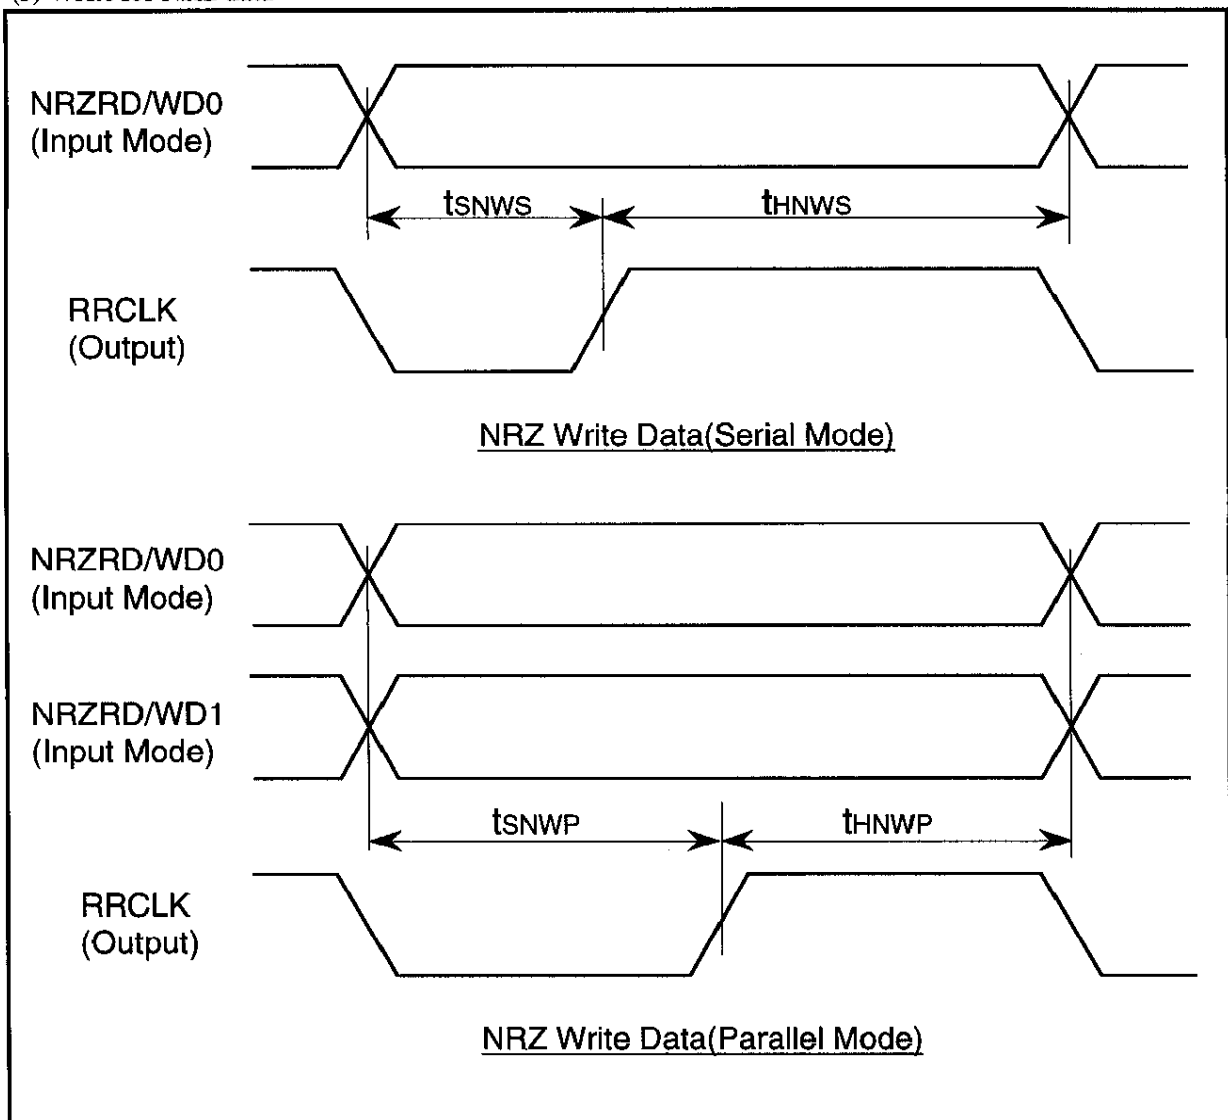 NRZRD/WD0
(Input Mode)
tSNWS
tHNWS
RRCLK
(Output)
NRZ Write Data(Serial Mode)
NRZRD/WD0
(Input Mode)
NRZRD/WD1
(Input Mode)
tSNWP
tHNWP
RRCLK
(Output)
NRZ Write Data(Parallel Mode)